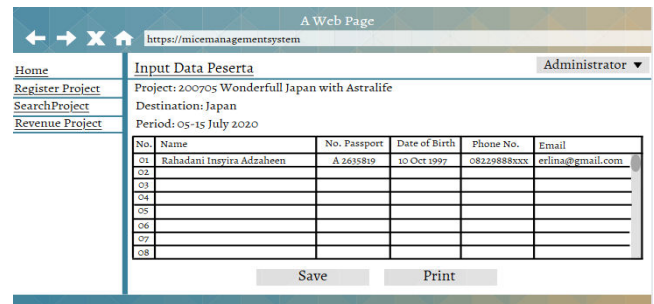 A Web Page
https://micemanagementsystem
Administrator
Home
Register Project
SearchProject
Revenue Project
Input Data Peserta
Project: 200705 Wonderfull Japan with Astralife
Destination: Japan
Period: 05-15 July 2020
No. Name No. Passport Date of Birth Phone No. Email
01 Rahadani Insyira Adzaheen A 2635819 10 Oct 1997 08229888xxx erlina@gmail.com
02
03
04
05
06
07
08
Save Print